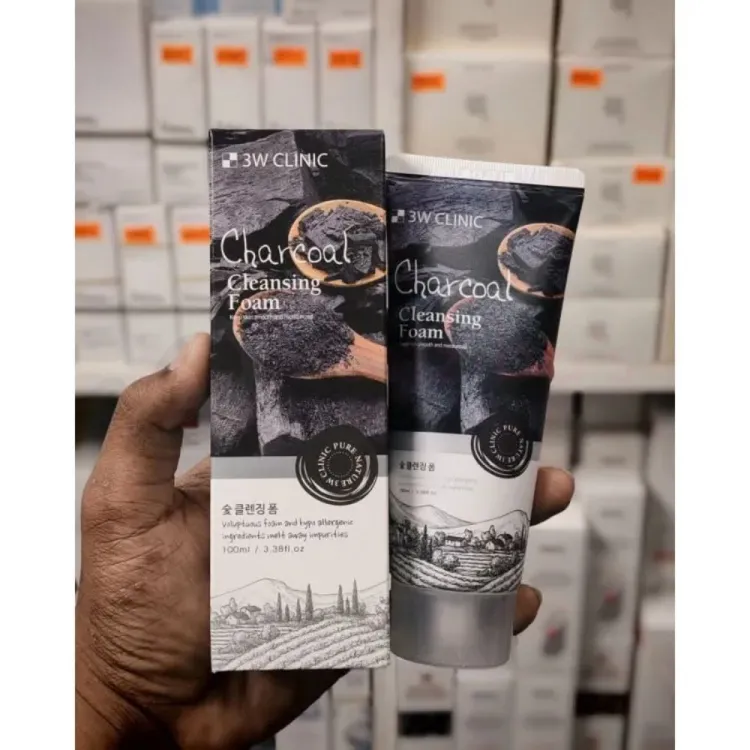 3W CLINIC
Charcoal
Cleansing
Foam
3W CLINIC PURE NATURE
숯 클렌징 폼
Voluptuous foam and hypo allergenic
ingredients melt away impurities
100ml / 3.38fl.oz
3W CLINIC
Charcoal
Cleansing
Foam
3W CLINIC PURE NATURE
숯 클렌징 폼